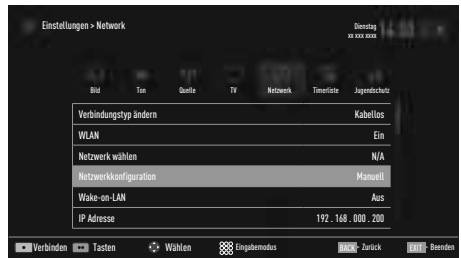 Einstellungen > Network
Dienstag
xx xxx xxxx
Bild Ton Quelle TV Netzwerk Timerliste Jugendschutz
Verbindungstyp ändern Kabellos
WLAN Ein
Netzwerk wählen N/A
Netzwerkkonfiguration Manuell
Wake-on-LAN Aus
IP Adresse 192 . 168 . 000 . 200
Verbinden Tasten Wählen Eingabemodus BACK - Zurück EXIT - Beenden